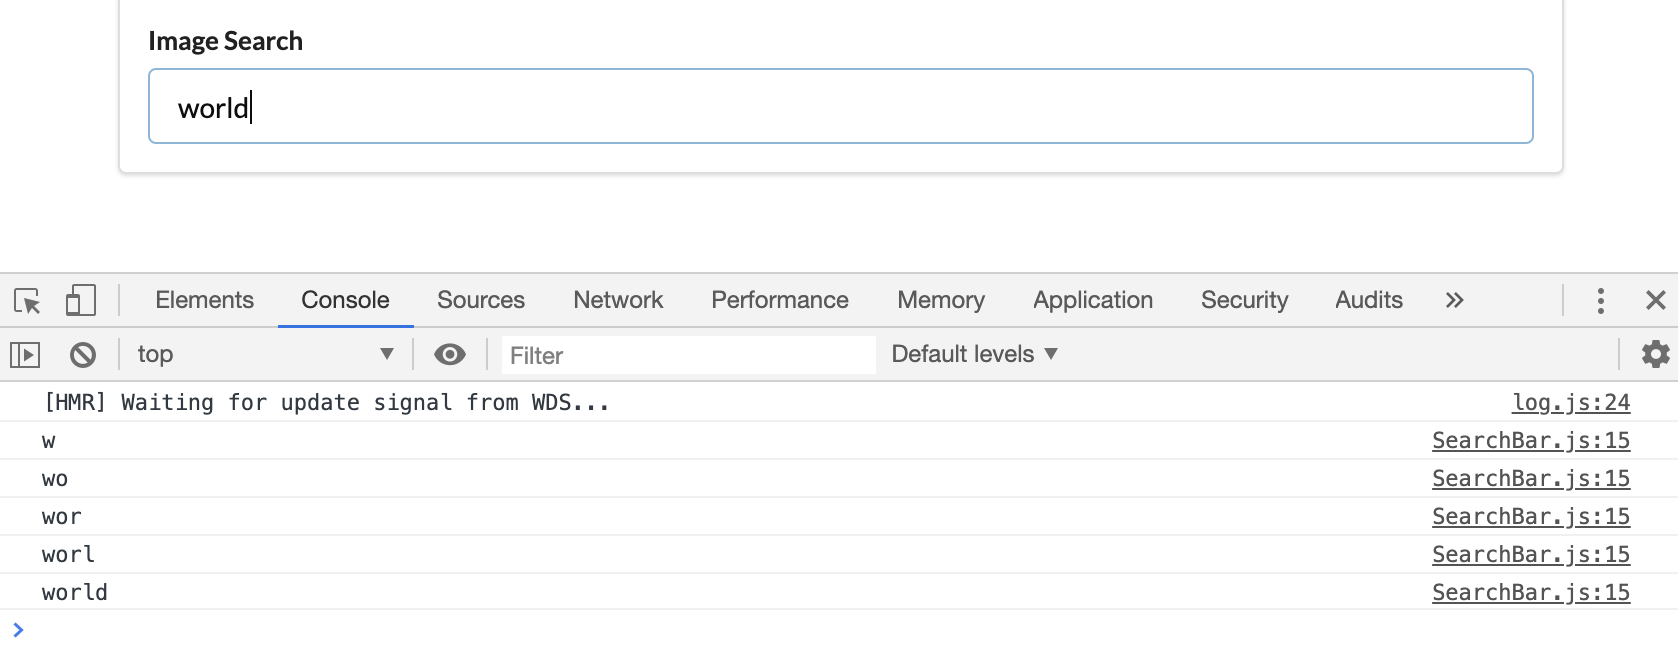 Image Search
world
Elements Console Sources Network Performance Memory Application Security Audits »
top ▼ Filter Default levels ▼
[HMR] Waiting for update signal from WDS... log.js:24
w SearchBar.js:15
wo SearchBar.js:15
wor SearchBar.js:15
worl SearchBar.js:15
world SearchBar.js:15
>